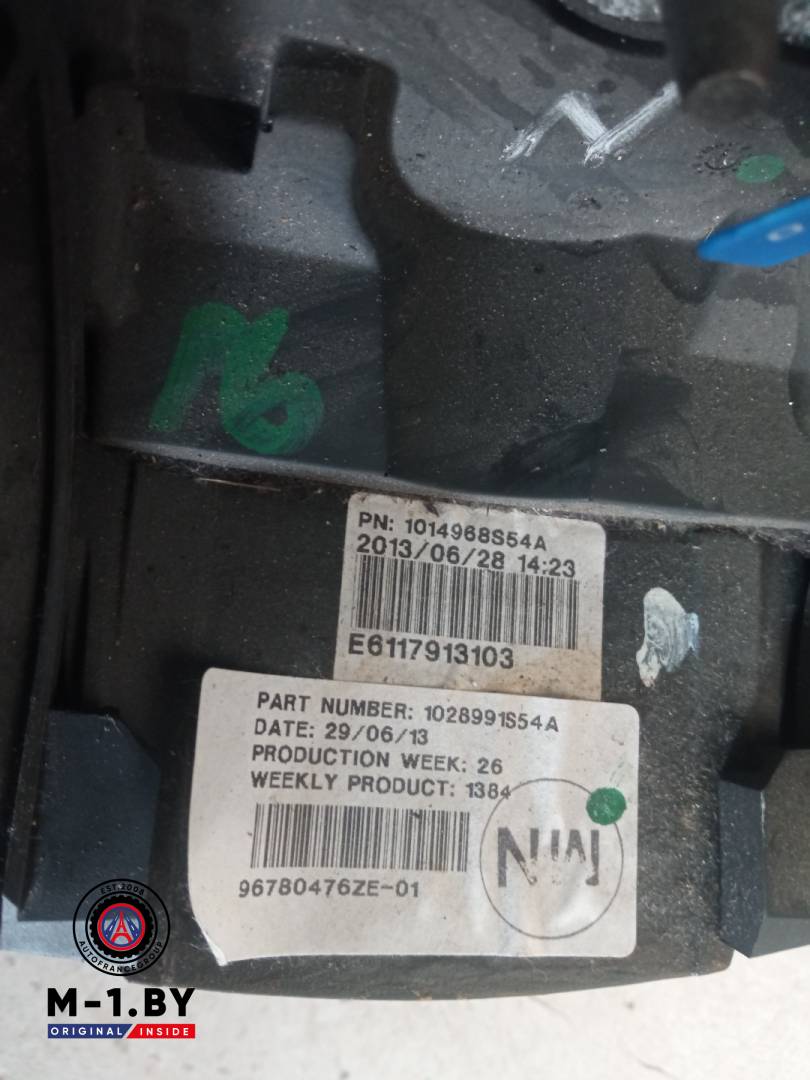 N
N6
PN: 1014968S54A
2013/06/28 14:23
E6117913103
PART NUMBER: 1028991S54A
DATE: 29/06/13
PRODUCTION WEEK: 26
WEEKLY PRODUCT: 1384
96780476ZE-01
EST.2008
AUTOFRANCEGROUP
M-1.BY
ORIGINAL INSIDE